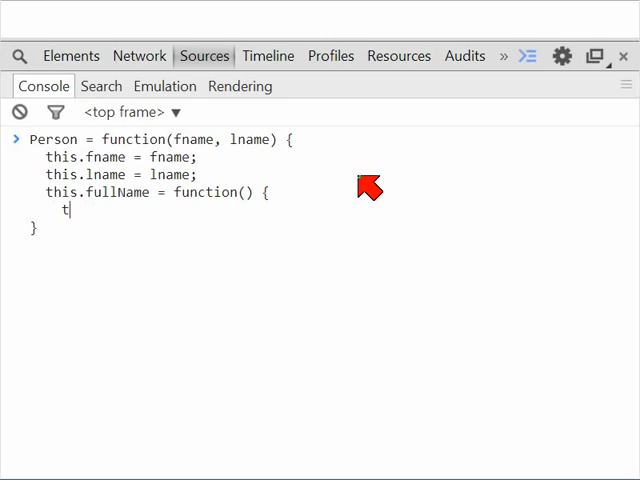 Elements Network Sources Timeline Profiles Resources Audits »
Console Search Emulation Rendering
<top frame> ▼
Person = function(fname, lname) {
this.fname = fname;
this.lname = lname;
this.fullName = function() {
t
}